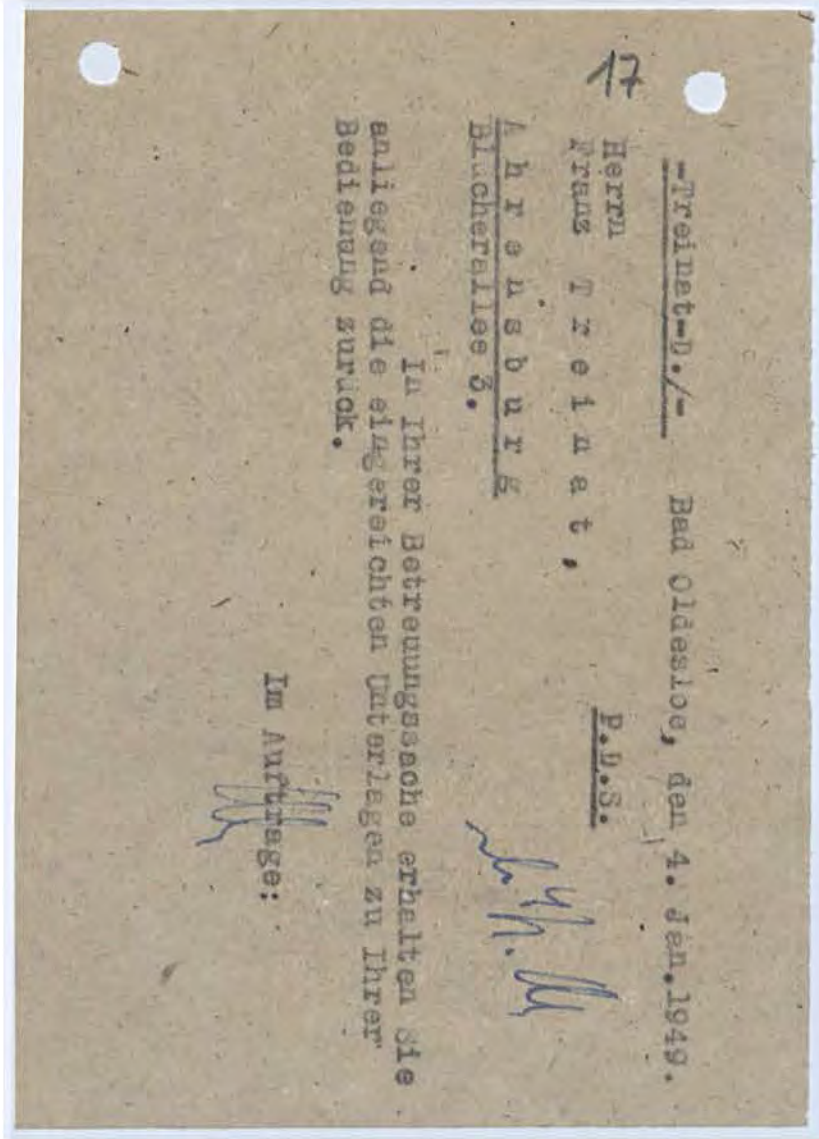 17
-Treinat-D./- Bad Oldesloe, den 4. Jan.1949.
Herrn
Franz T r e i n a t ,
P.D.S.
A h r e n s b u r g
Blücherallee 3.
In Ihrer Betreuungssache erhalten Sie
anliegend die eingereichten Unterlagen zu Ihrer
Bedienung zurück.
Im Auftrage: